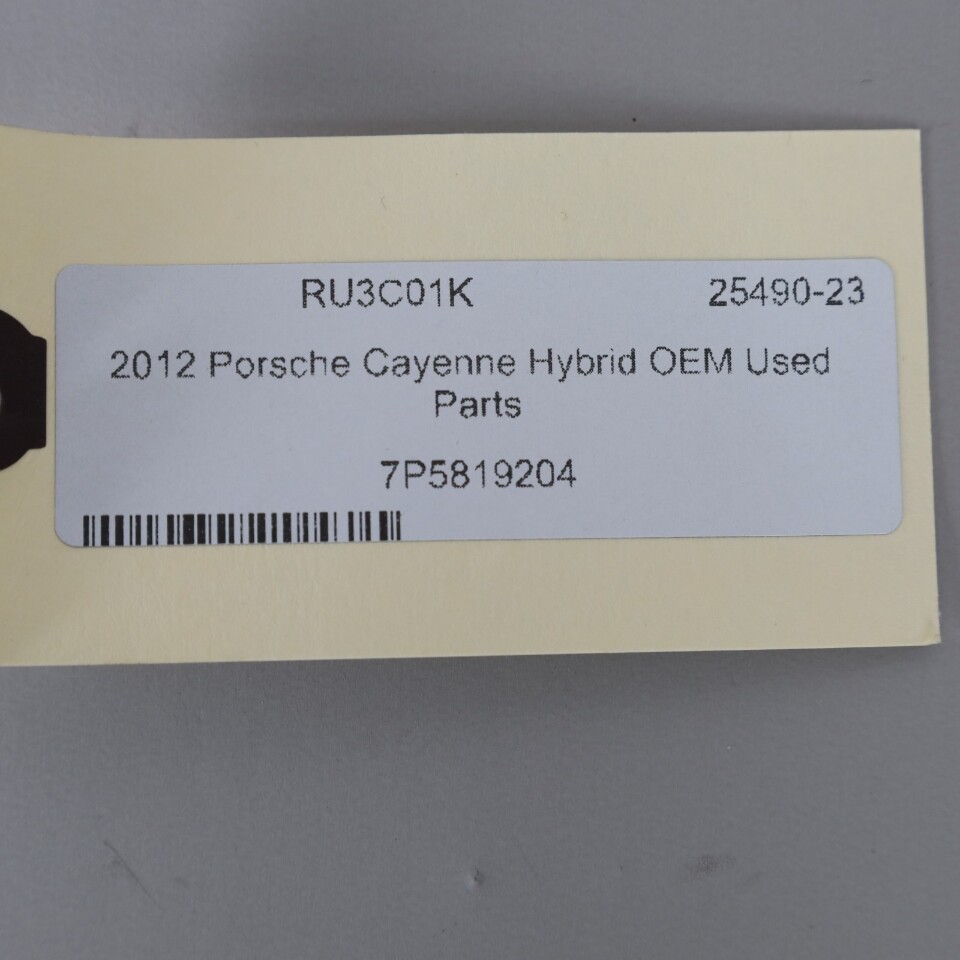 RU3C01K 25490-23
2012 Porsche Cayenne Hybrid OEM Used
Parts
7P5819204